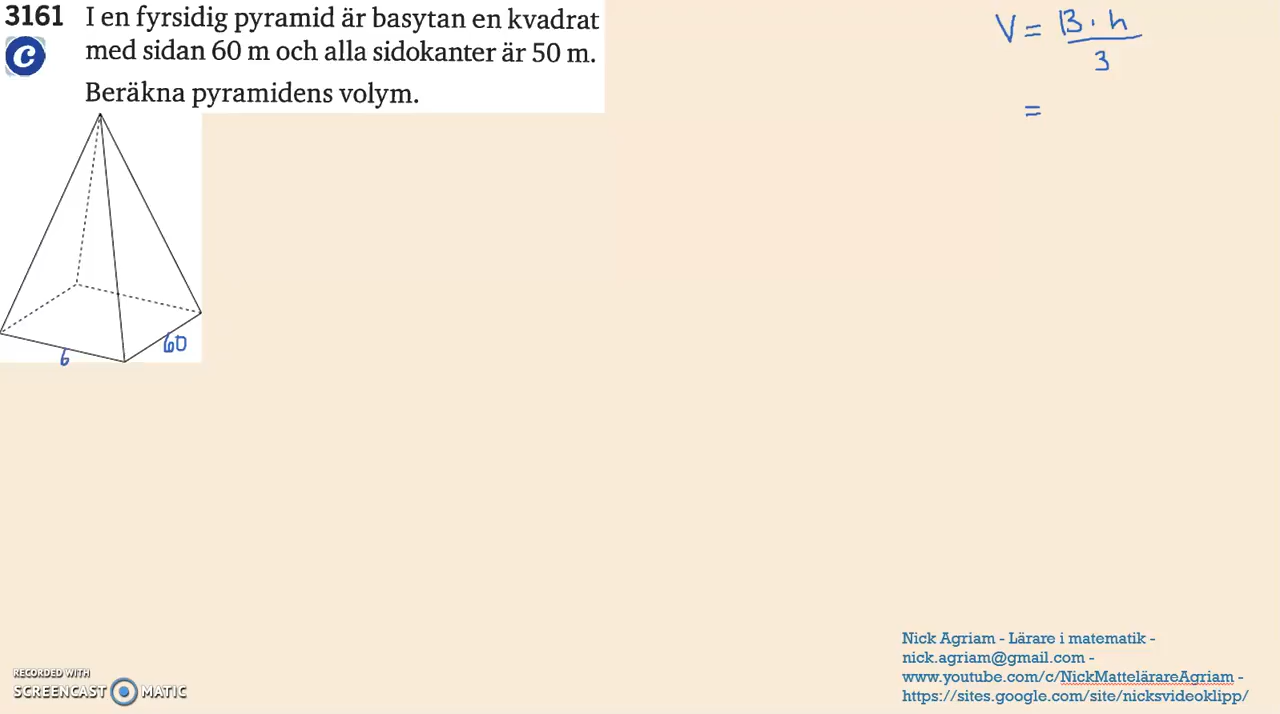 3161 I en fyrsidig pyramid är basytan en kvadrat
C med sidan 60 m och alla sidokanter är 50 m.
Beräkna pyramidens volym.
V = B · h
3
=
60
6
Nick Agriam - Lärare i matematik -
nick.agriam@gmail.com -
www.youtube.com/c/NickMattelärareAgriam -
https://sites.google.com/site/nicksvideoklipp/
RECORDED WITH
SCREENCAST MATIC